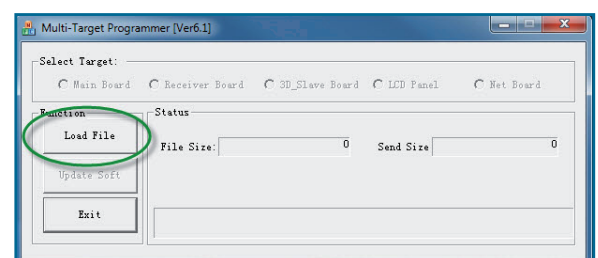 Multi-Target Programmer [Ver6.1]
Select Target:
Main Board Receiver Board 3D_Slave Board LCD Panel Net Board
Function Status
Load File
File Size: 0 Send Size 0
Update Soft
Exit